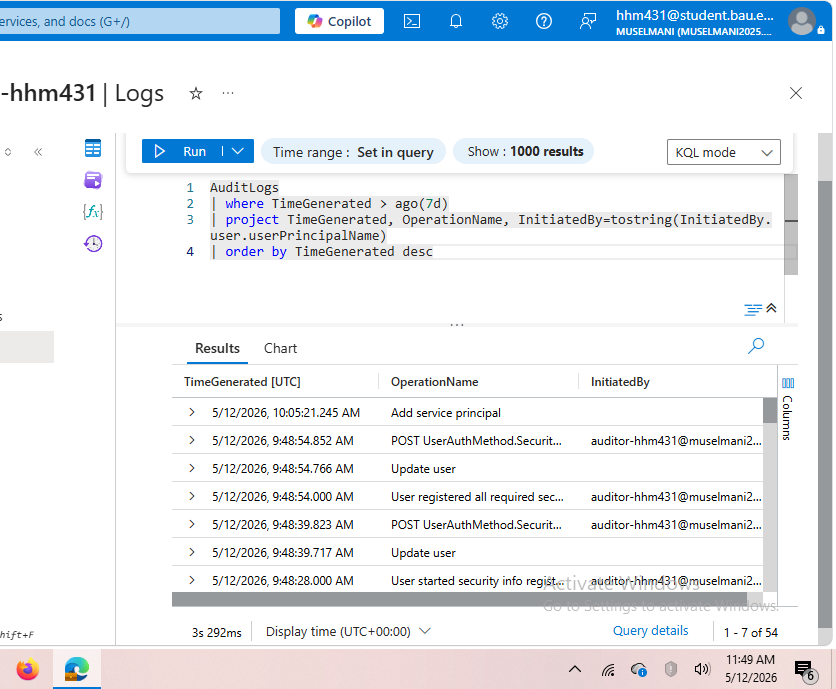 ervices, and docs (G+/)
Copilot
hhm431@student.bau.e...
MUSELMANI (MUSELMANI2025....
-hhm431 | Logs
Run
Time range : Set in query
Show : 1000 results
KQL mode
1 AuditLogs
2 | where TimeGenerated > ago(7d)
3 | project TimeGenerated, OperationName, InitiatedBy=tostring(InitiatedBy.
user.userPrincipalName)
4 | order by TimeGenerated desc
s
Results Chart
TimeGenerated [UTC] OperationName InitiatedBy
Columns
5/12/2026, 10:05:21.245 AM Add service principal
5/12/2026, 9:48:54.852 AM POST UserAuthMethod.Securit... auditor-hhm431@muselmani2...
5/12/2026, 9:48:54.766 AM Update user
5/12/2026, 9:48:54.000 AM User registered all required sec... auditor-hhm431@muselmani2...
5/12/2026, 9:48:39.823 AM POST UserAuthMethod.Securit... auditor-hhm431@muselmani2...
5/12/2026, 9:48:39.717 AM Update user
5/12/2026, 9:48:28.000 AM User started security info regist... auditor-hhm431@muselmani2...
Activate Windows
Go to Settings to activate Windows.
hift+F
3s 292ms Display time (UTC+00:00) Query details 1 - 7 of 54
11:49 AM
5/12/2026
6